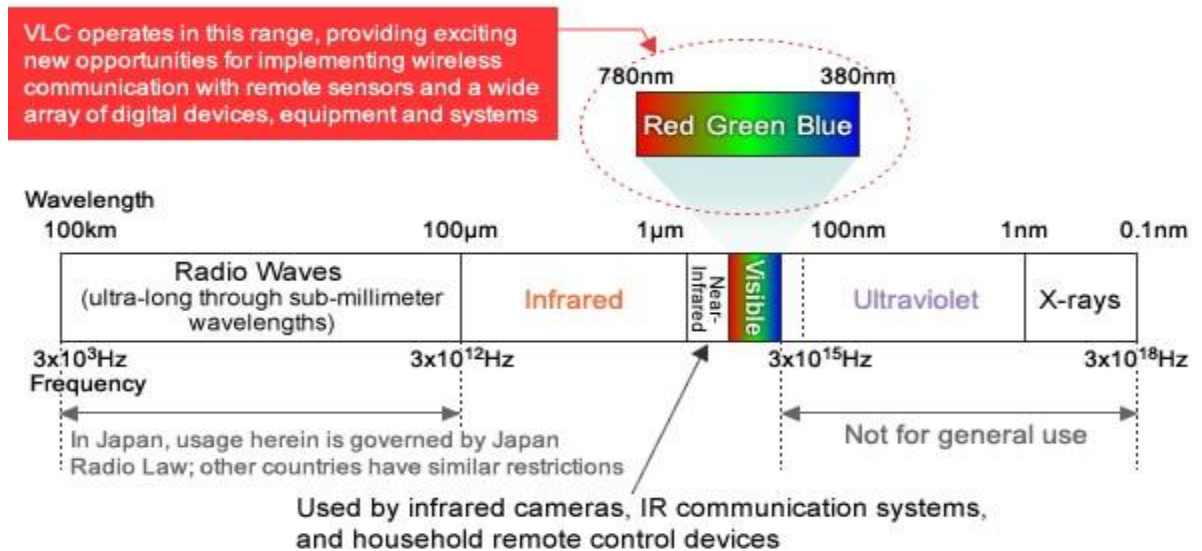 VLC operates in this range, providing exciting
new opportunities for implementing wireless
communication with remote sensors and a wide
array of digital devices, equipment and systems
780nm 380nm
Red Green Blue
Wavelength
100km 100µm 1µm 100nm 1nm 0.1nm
Radio Waves
(ultra-long through sub-millimeter
wavelengths)
Infrared
Near-
Infrared
Visible
Ultraviolet
X-rays
3x10³Hz 3x10¹²Hz 3x10¹⁵Hz 3x10¹⁸Hz
Frequency
In Japan, usage herein is governed by Japan
Radio Law; other countries have similar restrictions
Not for general use
Used by infrared cameras, IR communication systems,
and household remote control devices